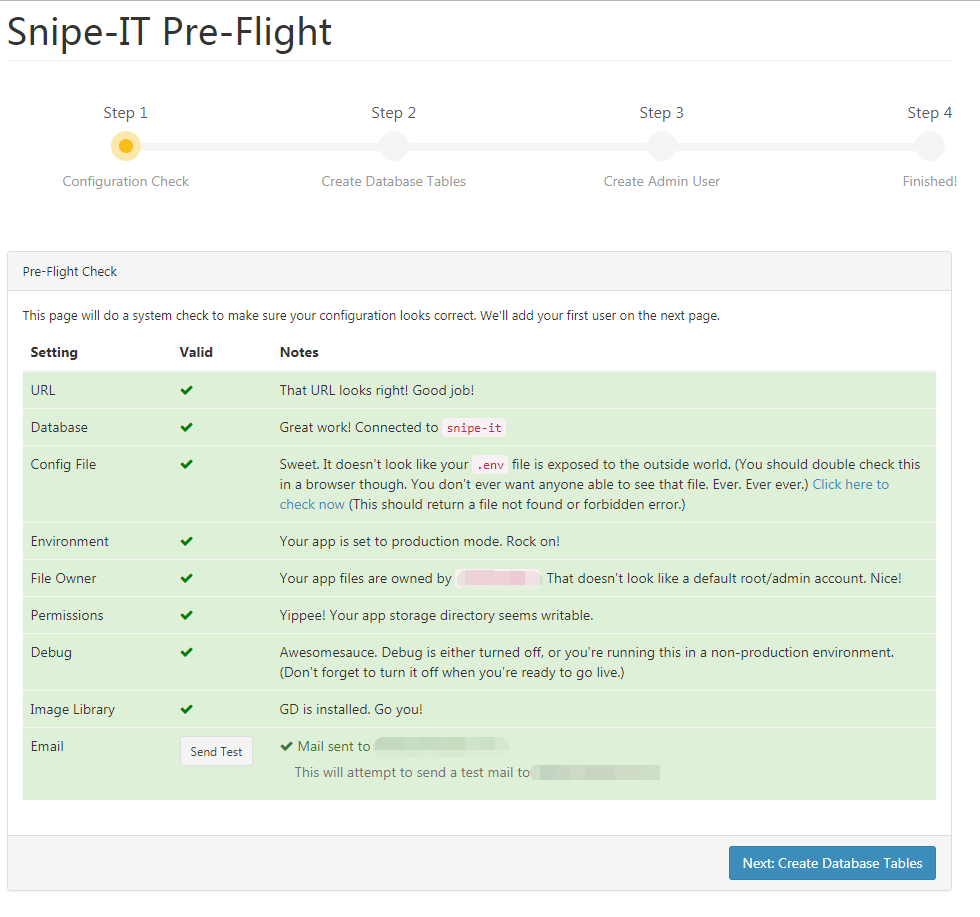 Snipe-IT Pre-Flight
Step 1
Step 2
Step 3
Step 4
Configuration Check
Create Database Tables
Create Admin User
Finished!
Pre-Flight Check
This page will do a system check to make sure your configuration looks correct. We'll add your first user on the next page.
Setting Valid Notes
URL That URL looks right! Good job!
Database Great work! Connected to snipe-it
Config File Sweet. It doesn't look like your .env file is exposed to the outside world. (You should double check this
in a browser though. You don't ever want anyone able to see that file. Ever. Ever ever.) Click here to
check now (This should return a file not found or forbidden error.)
Environment Your app is set to production mode. Rock on!
File Owner Your app files are owned by That doesn't look like a default root/admin account. Nice!
Permissions Yippee! Your app storage directory seems writable.
Debug Awesomesauce. Debug is either turned off, or you're running this in a non-production environment.
(Don't forget to turn it off when you're ready to go live.)
Image Library GD is installed. Go you!
Email Send Test Mail sent to
This will attempt to send a test mail to
Next: Create Database Tables